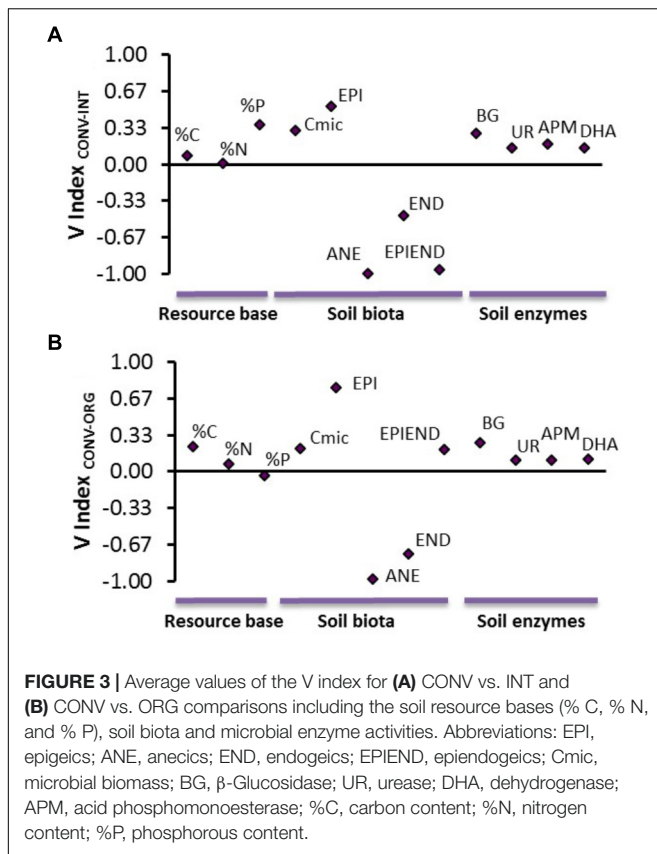 A
V Index CONV-INT
1.00
0.67
0.33
0.00
-0.33
-0.67
-1.00
%C
%N
%P
Cmic
EPI
ANE
END
EPIEND
BG
UR
APM
DHA
Resource base
Soil biota
Soil enzymes
B
V Index CONV-ORG
1.00
0.67
0.33
0.00
-0.33
-0.67
-1.00
%C
%N
%P
Cmic
EPI
ANE
END
EPIEND
BG
UR
APM
DHA
Resource base
Soil biota
Soil enzymes
FIGURE 3 | Average values of the V index for (A) CONV vs. INT and
(B) CONV vs. ORG comparisons including the soil resource bases (% C, % N,
and % P), soil biota and microbial enzyme activities. Abbreviations: EPI,
epigeics; ANE, anecics; END, endogeics; EPIEND, epiendogeics; Cmic,
microbial biomass; BG, β-Glucosidase; UR, urease; DHA, dehydrogenase;
APM, acid phosphomonoesterase; %C, carbon content; %N, nitrogen
content; %P, phosphorous content.